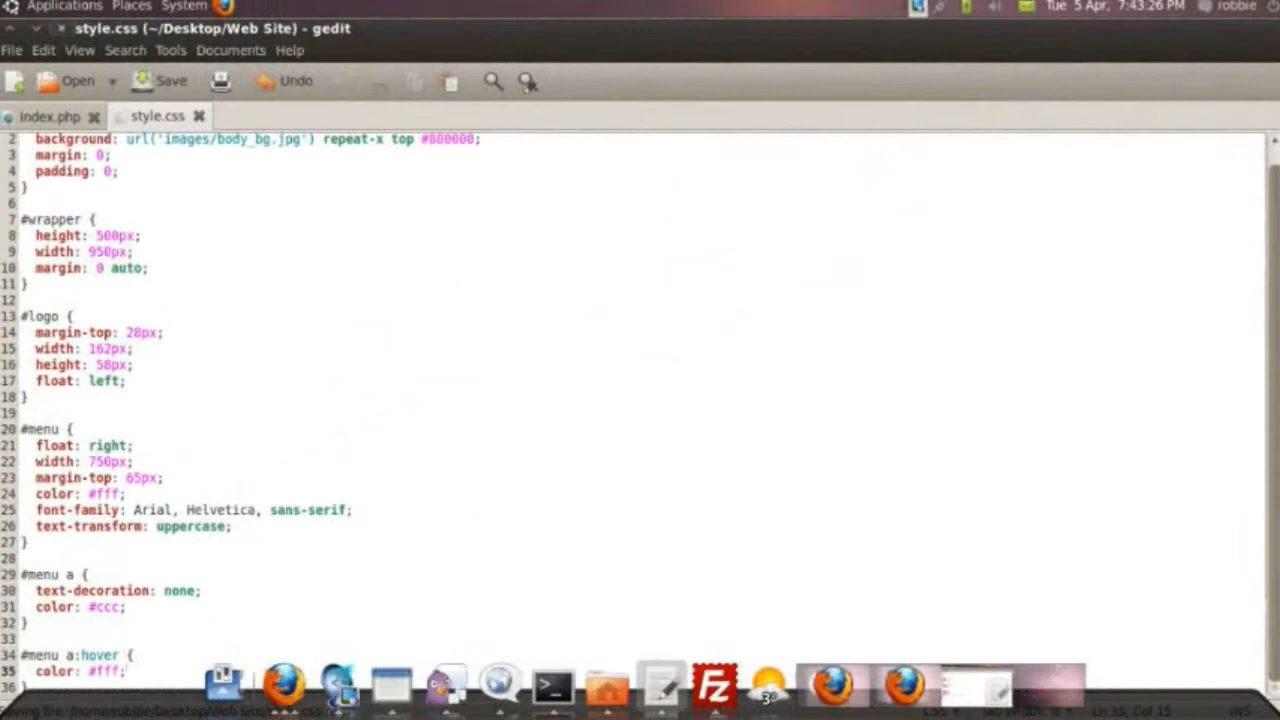 Applications Places System Tue 5 Apr, 7:43:26 PM robbie
style.css (~/Desktop/Web Site) - gedit
File Edit View Search Tools Documents Help
Open Save Undo
index.php style.css
2 background: url('images/body_bg.jpg') repeat-x top #800000;
3 margin: 0;
4 padding: 0;
5 }
6
7 #wrapper {
8 height: 500px;
9 width: 950px;
10 margin: 0 auto;
11 }
12
13 #logo {
14 margin-top: 28px;
15 width: 162px;
16 height: 58px;
17 float: left;
18 }
19
20 #menu {
21 float: right;
22 width: 750px;
23 margin-top: 65px;
24 color: #fff;
25 font-family: Arial, Helvetica, sans-serif;
26 text-transform: uppercase;
27 }
28
29 #menu a {
30 text-decoration: none;
31 color: #ccc;
32 }
33
34 #menu a:hover {
35 color: #fff;
36 }